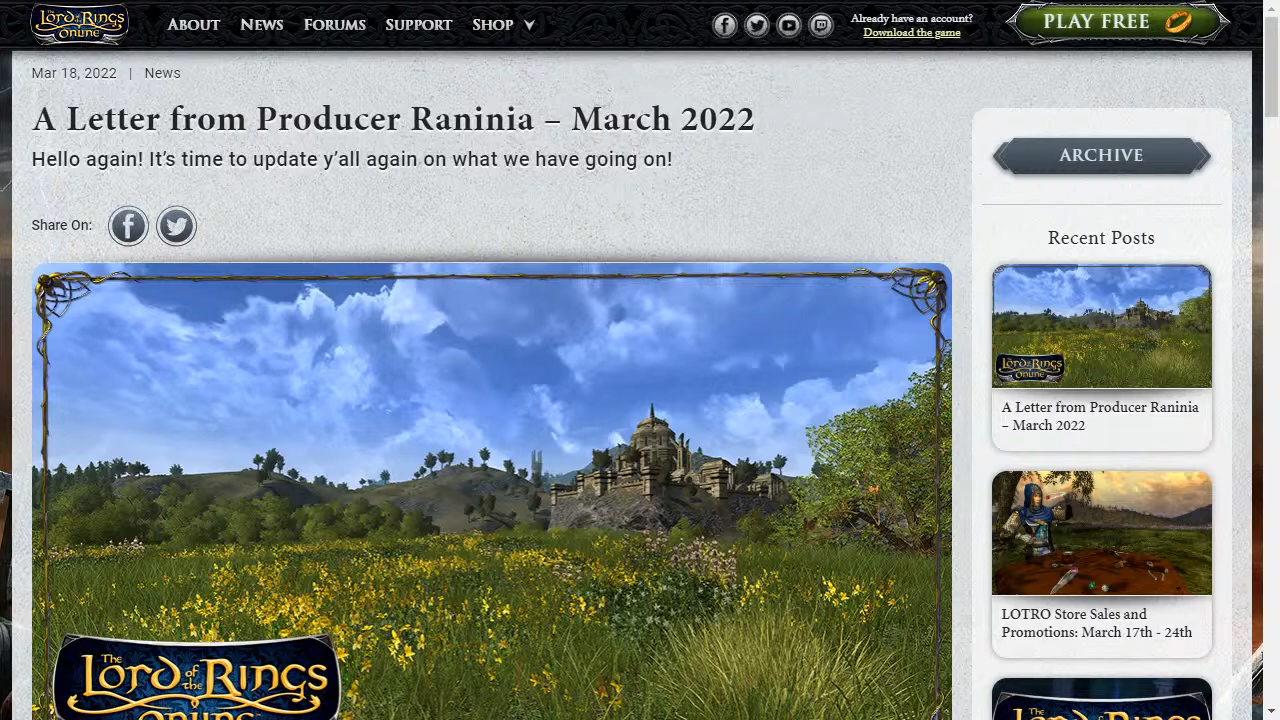 The Lord of the Rings Online
About
News
Forums
Support
Shop
Already have an account?
Download the game
Play Free
Mar 18, 2022 | News
A Letter from Producer Raninia – March 2022
Hello again! It's time to update y'all again on what we have going on!
Share On:
The Lord of the Rings Online
Archive
Recent Posts
The Lord of the Rings Online
A Letter from Producer Raninia
– March 2022
LOTRO Store Sales and
Promotions: March 17th - 24th